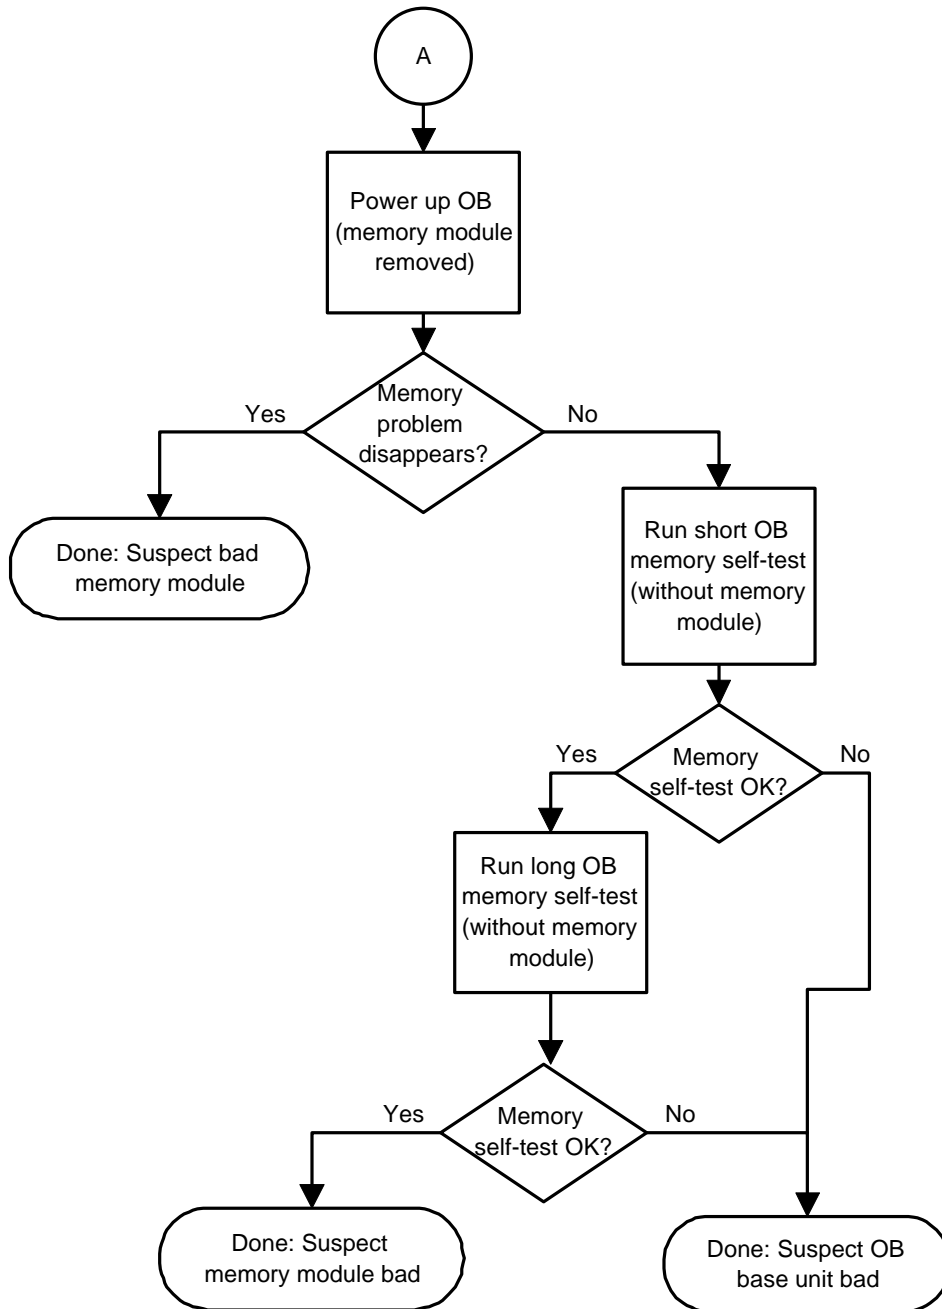 A
Power up OB
(memory module
removed)
Memory
problem
disappears?
Yes
No
Done: Suspect bad
memory module
Run short OB
memory self-test
(without memory
module)
Memory
self-test OK?
Yes
No
Run long OB
memory self-test
(without memory
module)
Memory
self-test OK?
Yes
No
Done: Suspect
memory module bad
Done: Suspect OB
base unit bad